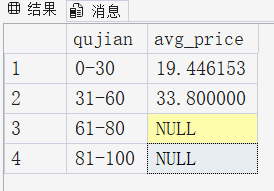 结果 消息
qujian avg_price
1 0-30 19.446153
2 31-60 33.800000
3 61-80 NULL
4 81-100 NULL